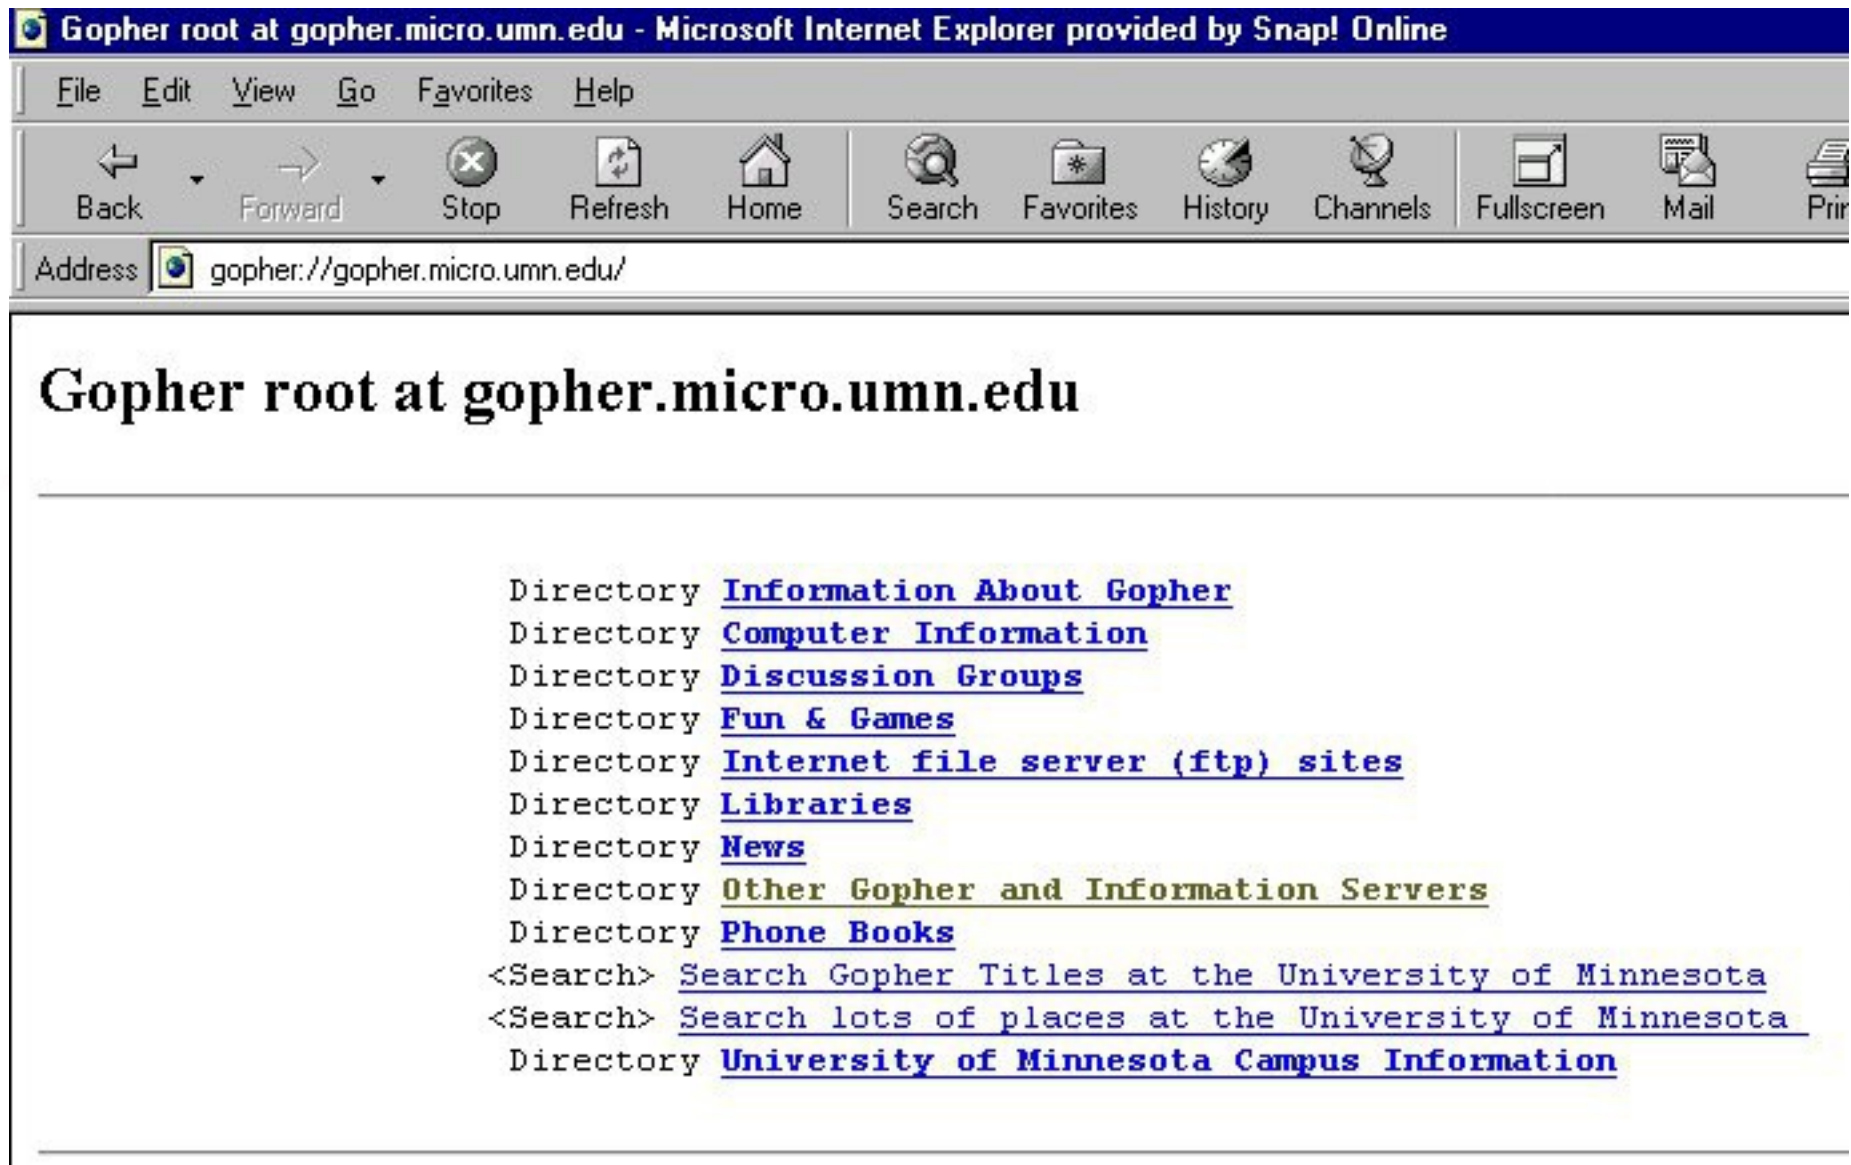 Gopher root at gopher.micro.umn.edu - Microsoft Internet Explorer provided by Snap! Online
File Edit View Go Favorites Help
Back Forward Stop Refresh Home Search Favorites History Channels Fullscreen Mail
Address gopher://gopher.micro.umn.edu/
Gopher root at gopher.micro.umn.edu
Directory Information About Gopher
Directory Computer Information
Directory Discussion Groups
Directory Fun & Games
Directory Internet file server (ftp) sites
Directory Libraries
Directory News
Directory Other Gopher and Information Servers
Directory Phone Books
<Search> Search Gopher Titles at the University of Minnesota
<Search> Search lots of places at the University of Minnesota
Directory University of Minnesota Campus Information